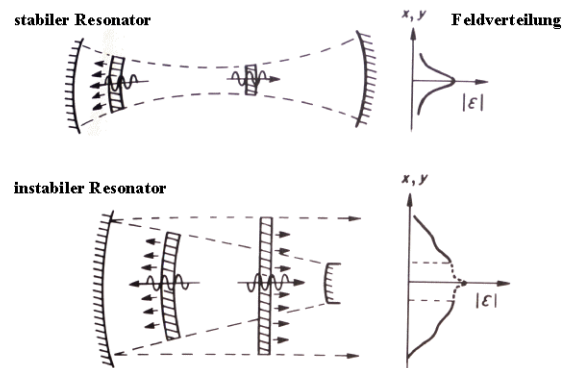 stabiler Resonator
x, y
Feldverteilung
|ε|
instabiler Resonator
x, y
|ε|